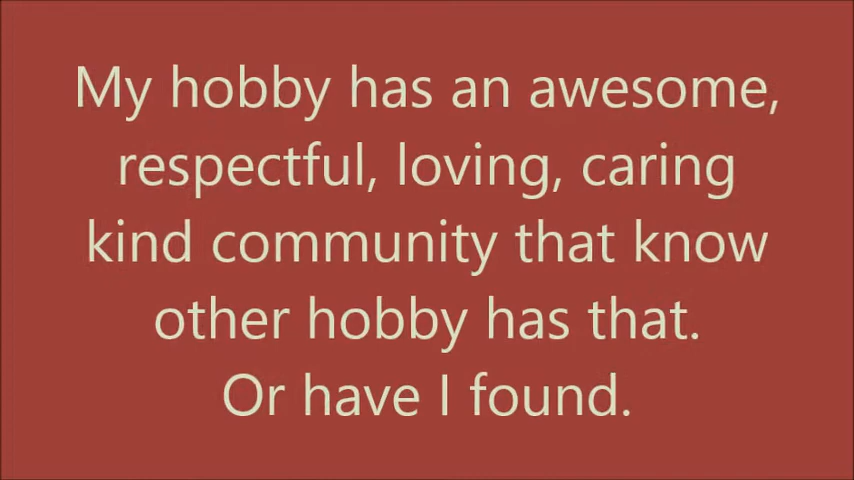 My hobby has an awesome,
respectful, loving, caring
kind community that know
other hobby has that.
Or have I found.